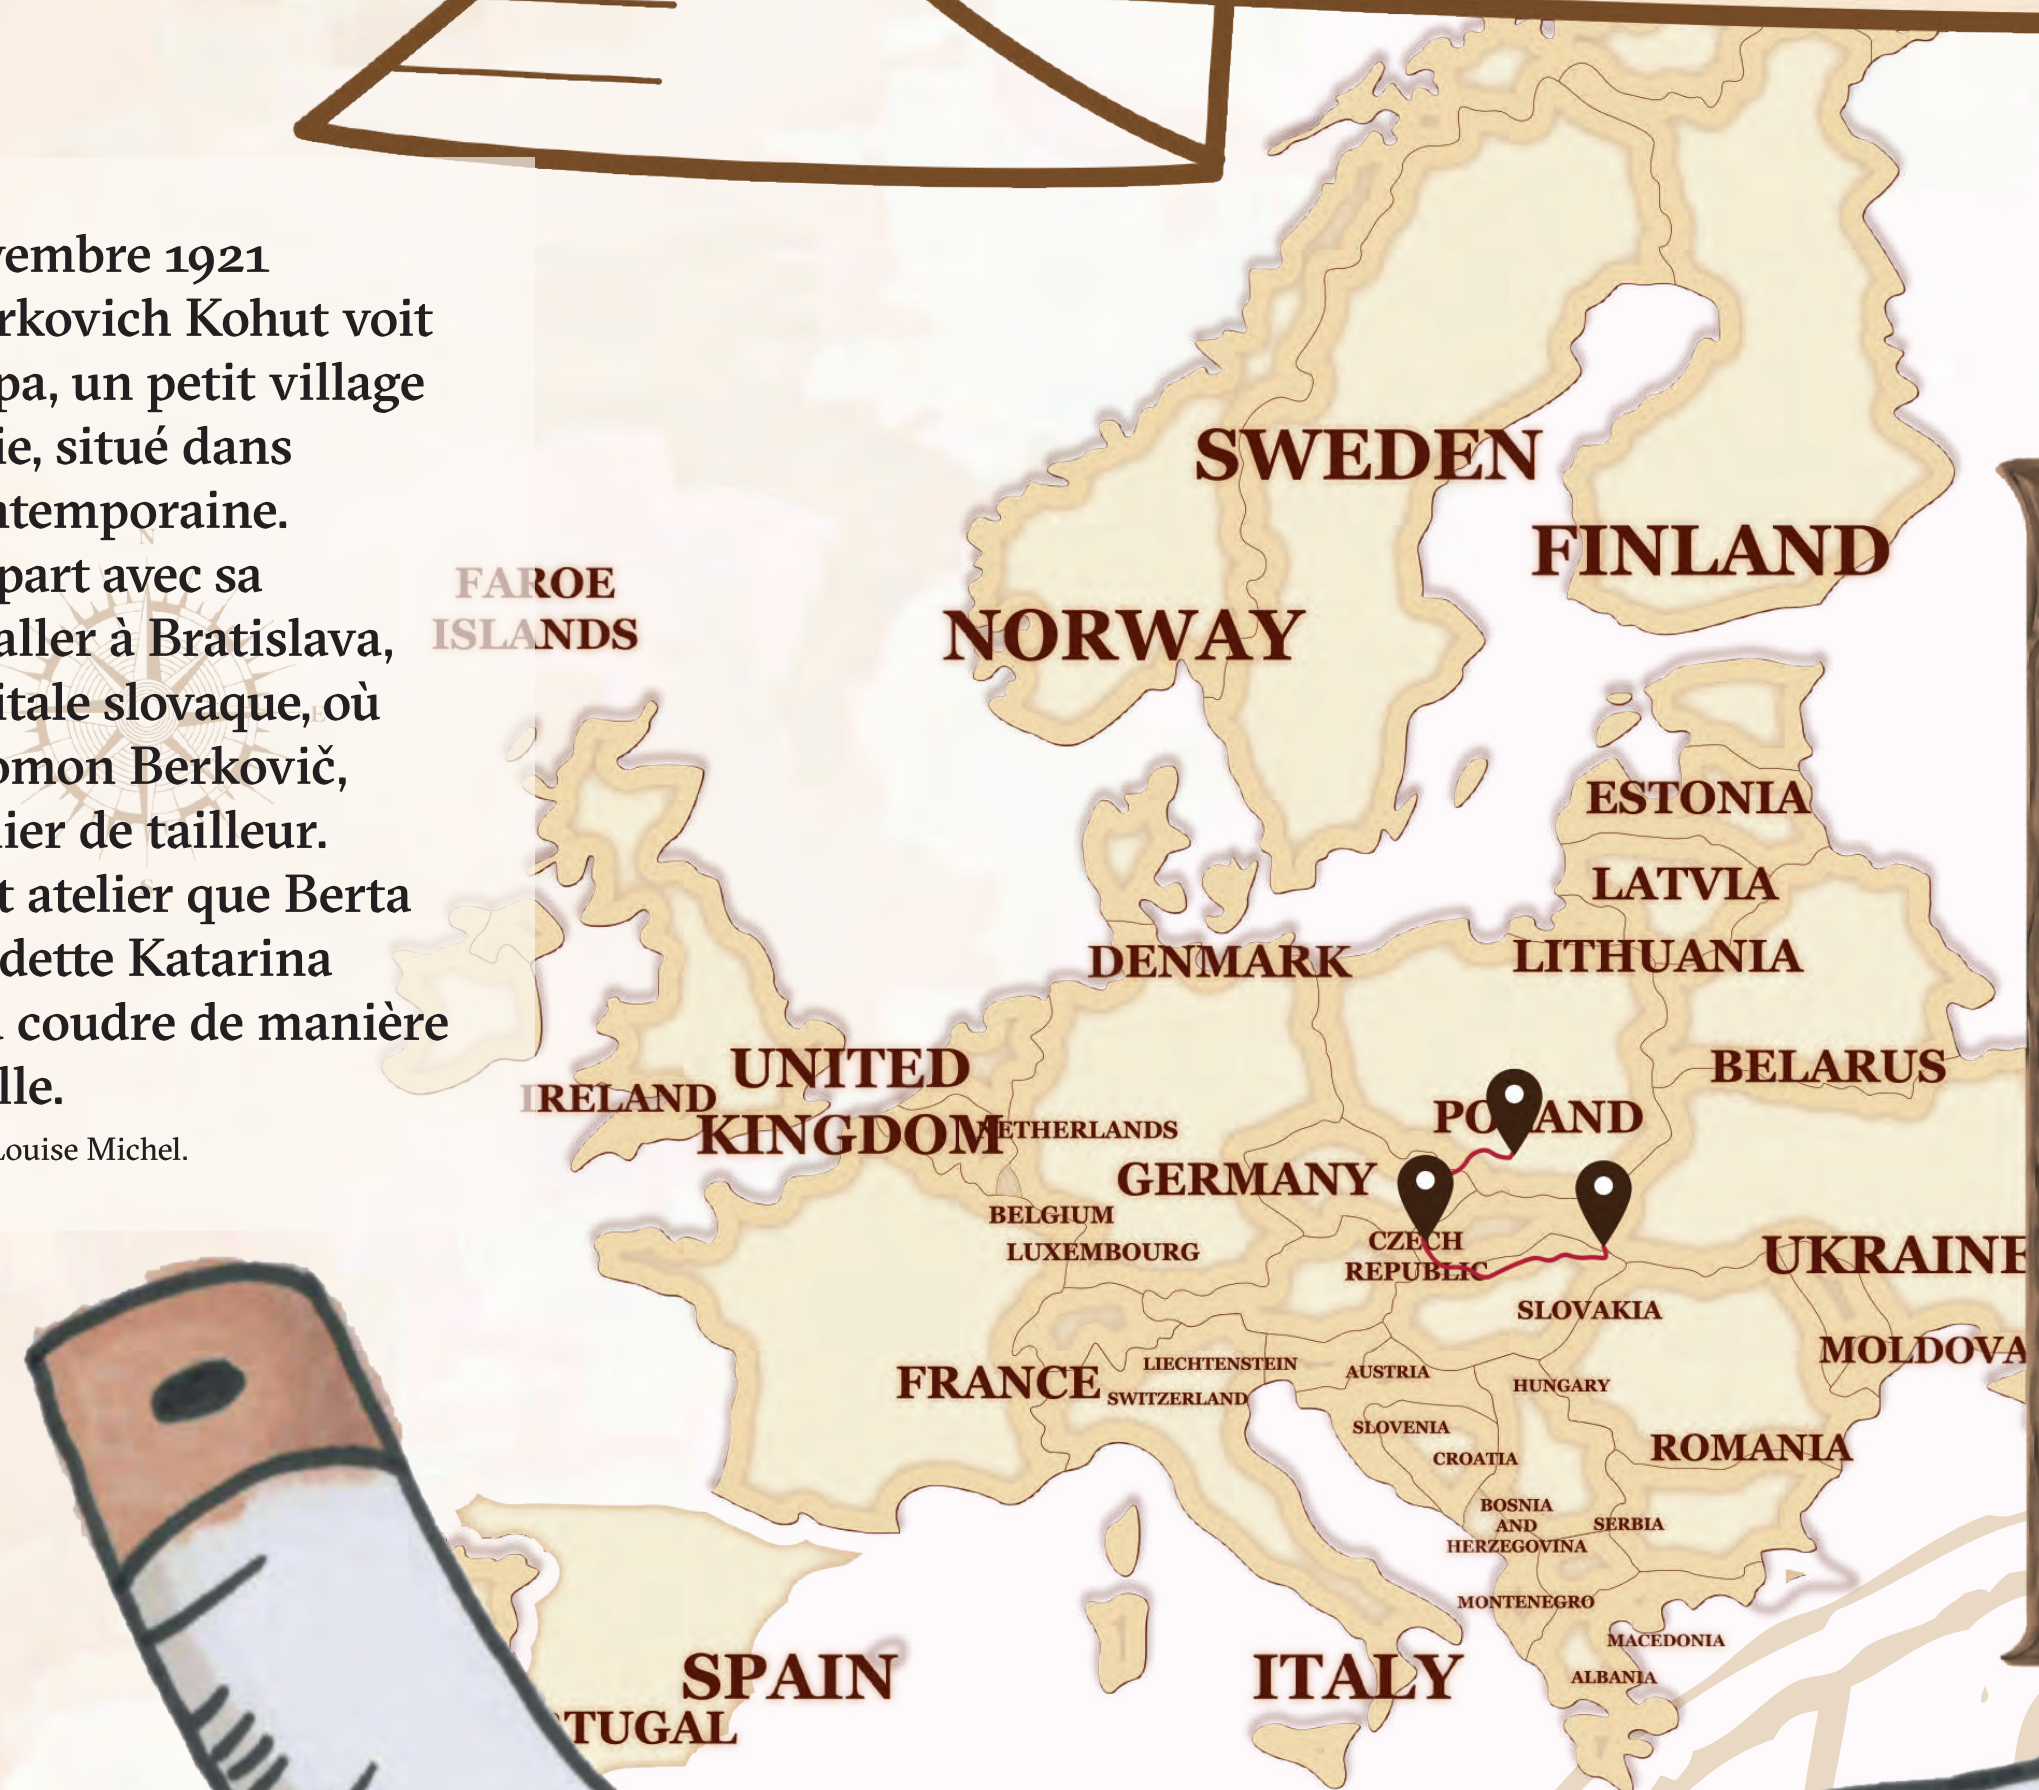 vembre 1921
rkovich Kohut voit
pa, un petit village
ie, situé dans
ntemporaine.
part avec sa
aller à Bratislava,
itale slovaque, où
omon Berkovič,
lier de tailleur.
t atelier que Berta
dette Katarina
coudre de manière
lle.
Louise Michel.
N
E
S
FAROE
ISLANDS
SWEDEN
FINLAND
NORWAY
ESTONIA
LATVIA
LITHUANIA
DENMARK
BELARUS
UNITED
KINGDOM
IRELAND
NETHERLANDS
POLAND
GERMANY
BELGIUM
LUXEMBOURG
CZECH
REPUBLIC
UKRAINE
SLOVAKIA
MOLDOVA
LIECHTENSTEIN
AUSTRIA
FRANCE
SWITZERLAND
HUNGARY
SLOVENIA
CROATIA
ROMANIA
BOSNIA
AND
HERZEGOVINA
SERBIA
MONTENEGRO
MACEDONIA
ALBANIA
SPAIN
ITALY
TUGAL